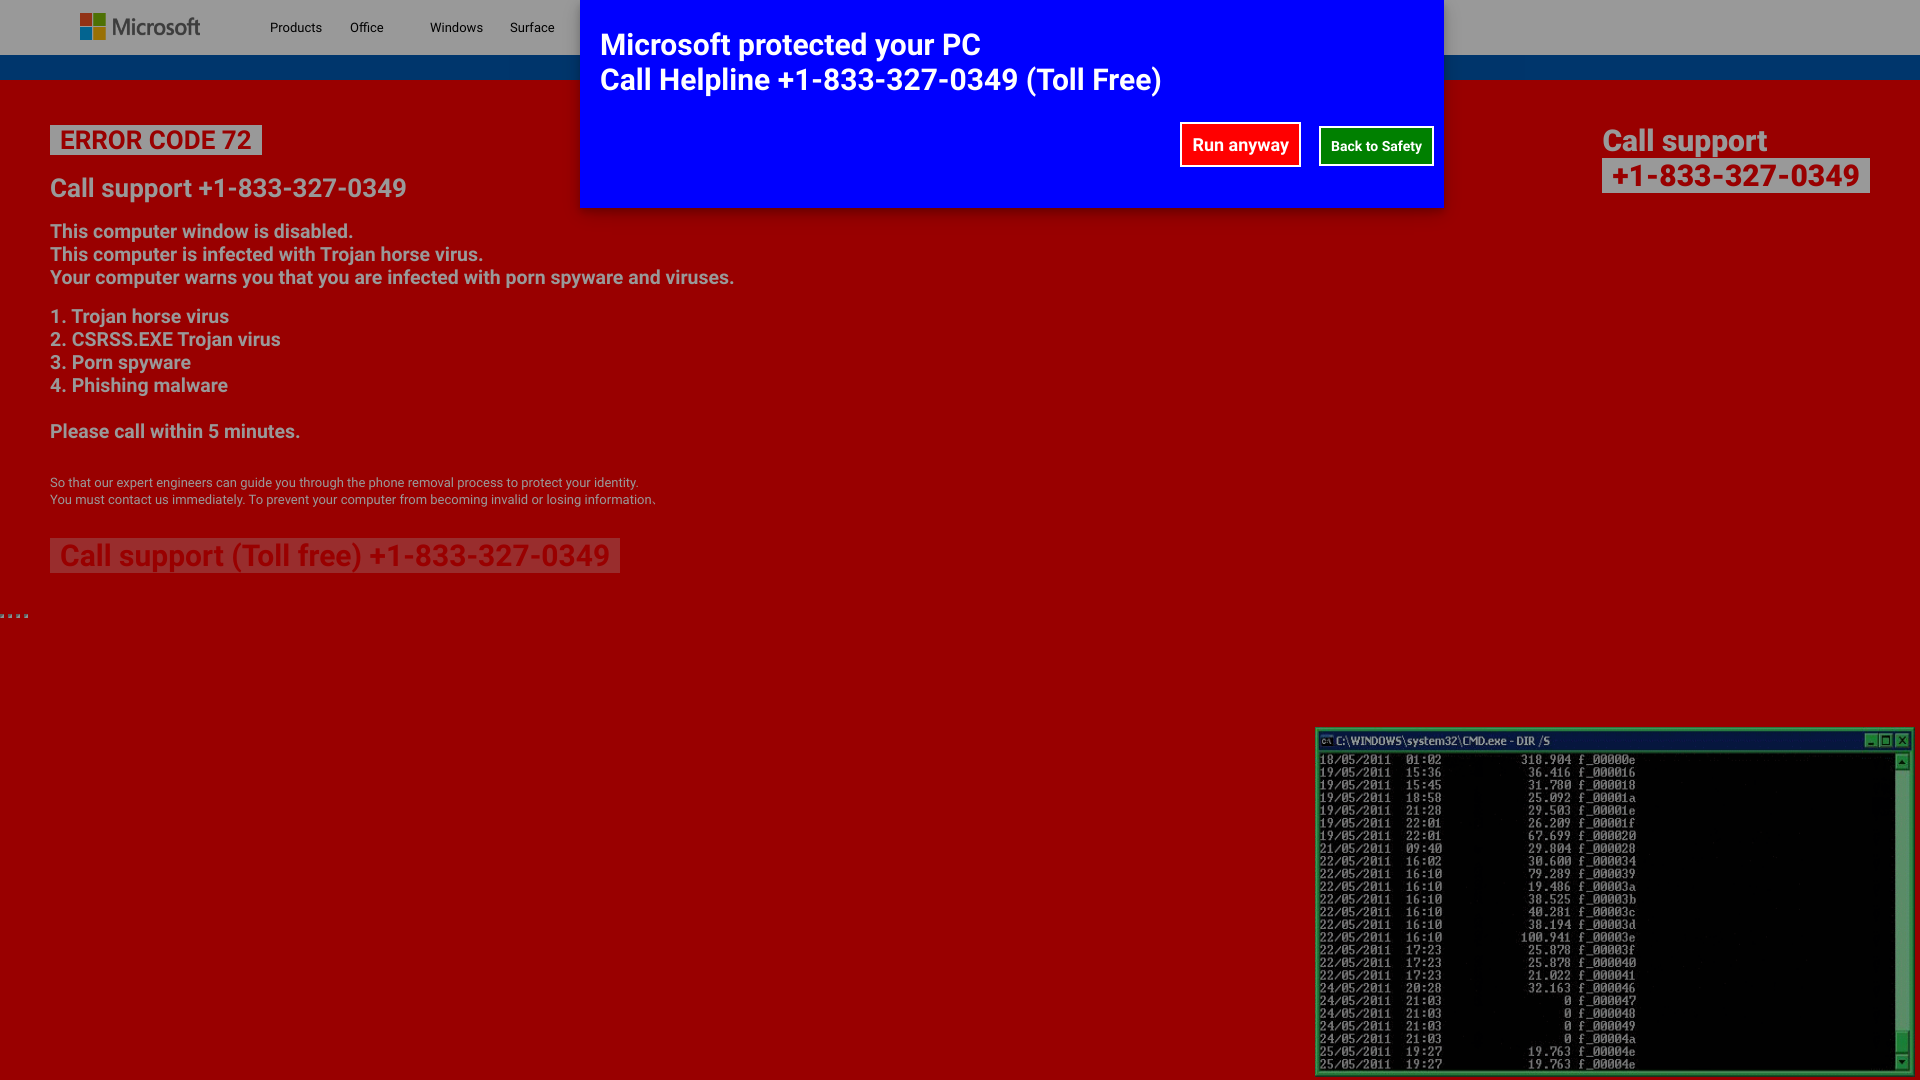 Microsoft
Products Office Windows Surface
Microsoft protected your PC
Call Helpline +1-833-327-0349 (Toll Free)
Run anyway
Back to Safety
ERROR CODE 72
Call support +1-833-327-0349
This computer window is disabled.
This computer is infected with Trojan horse virus.
Your computer warns you that you are infected with porn spyware and viruses.
1. Trojan horse virus
2. CSRSS.EXE Trojan virus
3. Porn spyware
4. Phishing malware
Please call within 5 minutes.
So that our expert engineers can guide you through the phone removal process to protect your identity.
You must contact us immediately. To prevent your computer from becoming invalid or losing information、
Call support (Toll free) +1-833-327-0349
Call support
+1-833-327-0349
C:\WINDOWS\system32\CMD.exe - DIR /S
18/05/2011 01:02 318.904 f_00000e
19/05/2011 15:36 36.416 f_000016
19/05/2011 15:45 31.780 f_000018
19/05/2011 18:58 25.092 f_00001a
19/05/2011 21:28 29.503 f_00001e
19/05/2011 22:01 26.209 f_00001f
19/05/2011 22:01 67.699 f_000020
21/05/2011 09:40 29.804 f_000028
22/05/2011 16:02 30.600 f_000034
22/05/2011 16:10 79.289 f_000039
22/05/2011 16:10 19.486 f_00003a
22/05/2011 16:10 38.525 f_00003b
22/05/2011 16:10 40.281 f_00003c
22/05/2011 16:10 38.194 f_00003d
22/05/2011 16:10 100.941 f_00003e
22/05/2011 17:23 25.878 f_00003f
22/05/2011 17:23 25.878 f_000040
22/05/2011 17:23 21.022 f_000041
24/05/2011 20:28 32.163 f_000046
24/05/2011 21:03 0 f_000047
24/05/2011 21:03 0 f_000048
24/05/2011 21:03 0 f_000049
24/05/2011 21:03 0 f_00004a
25/05/2011 19:27 19.763 f_00004e
25/05/2011 19:27 19.763 f_00004e